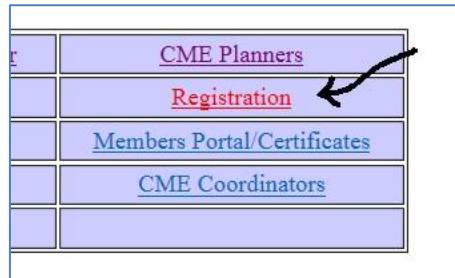 r
CME Planners
Registration
Members Portal/Certificates
CME Coordinators